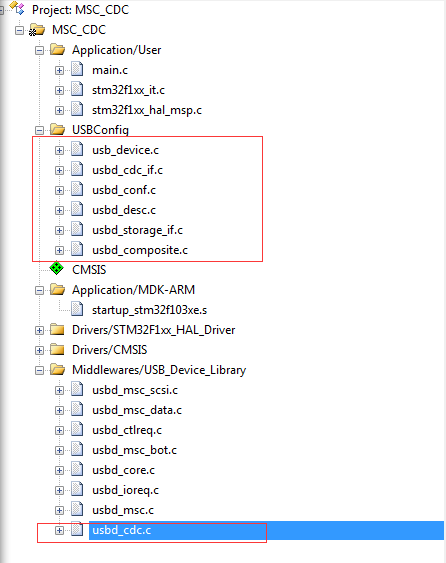 Project: MSC_CDC
MSC_CDC
Application/User
main.c
stm32f1xx_it.c
stm32f1xx_hal_msp.c
USBConfig
usb_device.c
usbd_cdc_if.c
usbd_conf.c
usbd_desc.c
usbd_storage_if.c
usbd_composite.c
CMSIS
Application/MDK-ARM
startup_stm32f103xe.s
Drivers/STM32F1xx_HAL_Driver
Drivers/CMSIS
Middlewares/USB_Device_Library
usbd_msc_scsi.c
usbd_msc_data.c
usbd_ctlreq.c
usbd_msc_bot.c
usbd_core.c
usbd_ioreq.c
usbd_msc.c
usbd_cdc.c